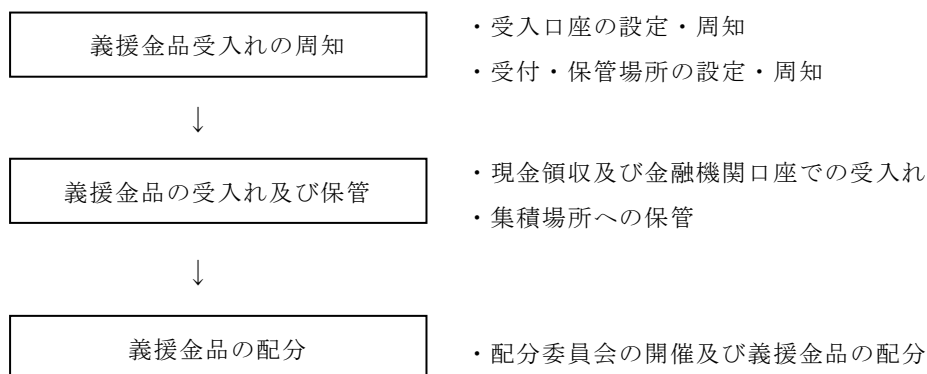 義援金品受入れの周知
・受入口座の設定・周知
・受付・保管場所の設定・周知
↓
義援金品の受入れ及び保管
・現金領収及び金融機関口座での受入れ
・集積場所への保管
↓
義援金品の配分
・配分委員会の開催及び義援金品の配分